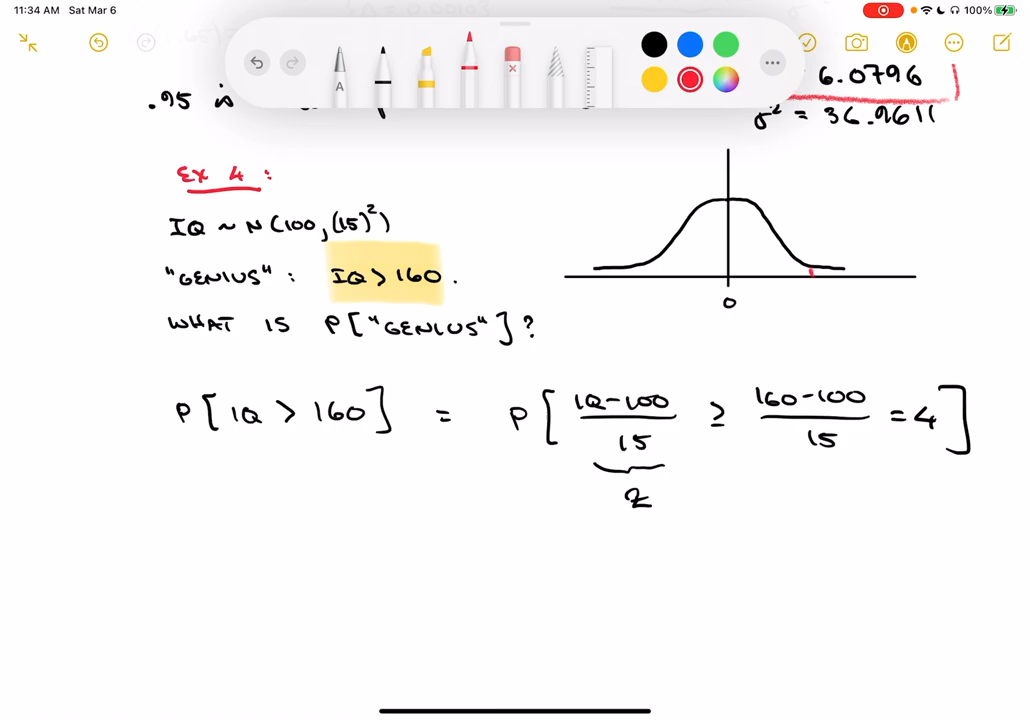 11:34 AM Sat Mar 6
100%
A
6.0796
.95 is
σ² = 36.9611
Ex 4 :
IQ ~ N(100, (15)²)
"GENIUS" : IQ > 160 .
WHAT IS P["GENIUS"]?
0
P[IQ > 160] = P[ IQ-100 / 15 ≥ 160-100 / 15 = 4 ]
Z